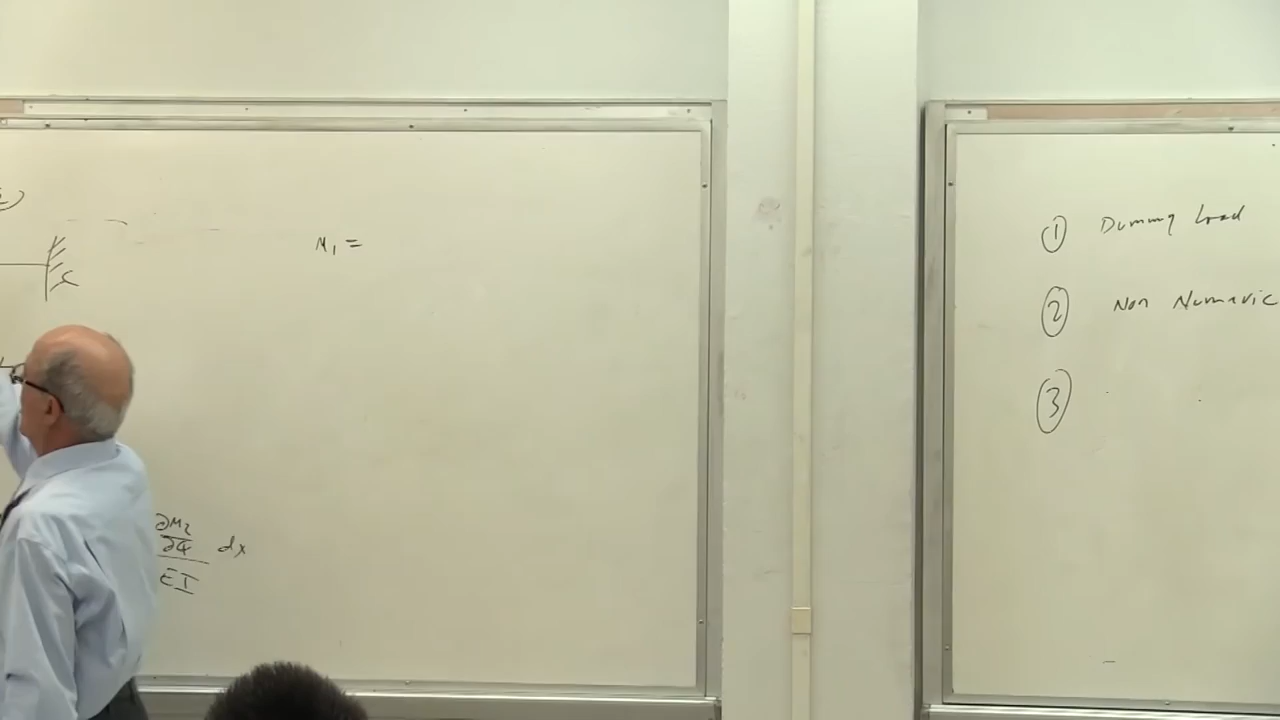 M₁ =
∂M₂
∂Q dx
EI
① Dummy Load
② Non Numeric
③